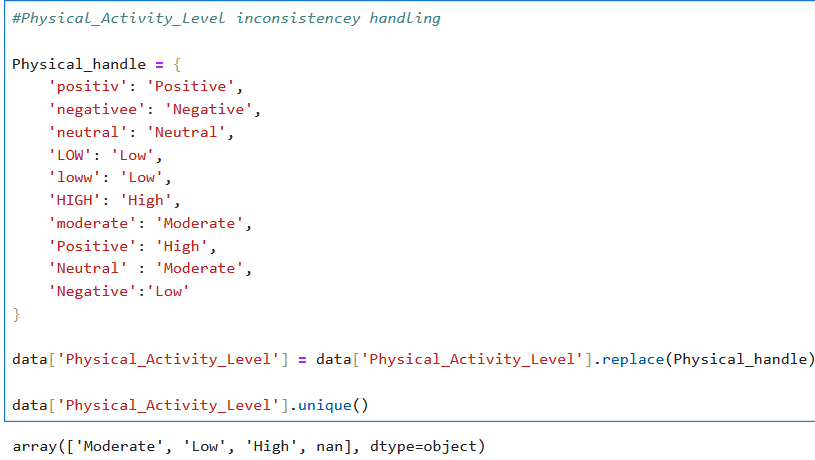 #Physical_Activity_Level inconsistencey handling
Physical_handle = {
    'positiv': 'Positive',
    'negativee': 'Negative',
    'neutral': 'Neutral',
    'LOW': 'Low',
    'loww': 'Low',
    'HIGH': 'High',
    'moderate': 'Moderate',
    'Positive': 'High',
    'Neutral' : 'Moderate',
    'Negative':'Low'
}
data['Physical_Activity_Level'] = data['Physical_Activity_Level'].replace(Physical_handle)
data['Physical_Activity_Level'].unique()
array(['Moderate', 'Low', 'High', nan], dtype=object)